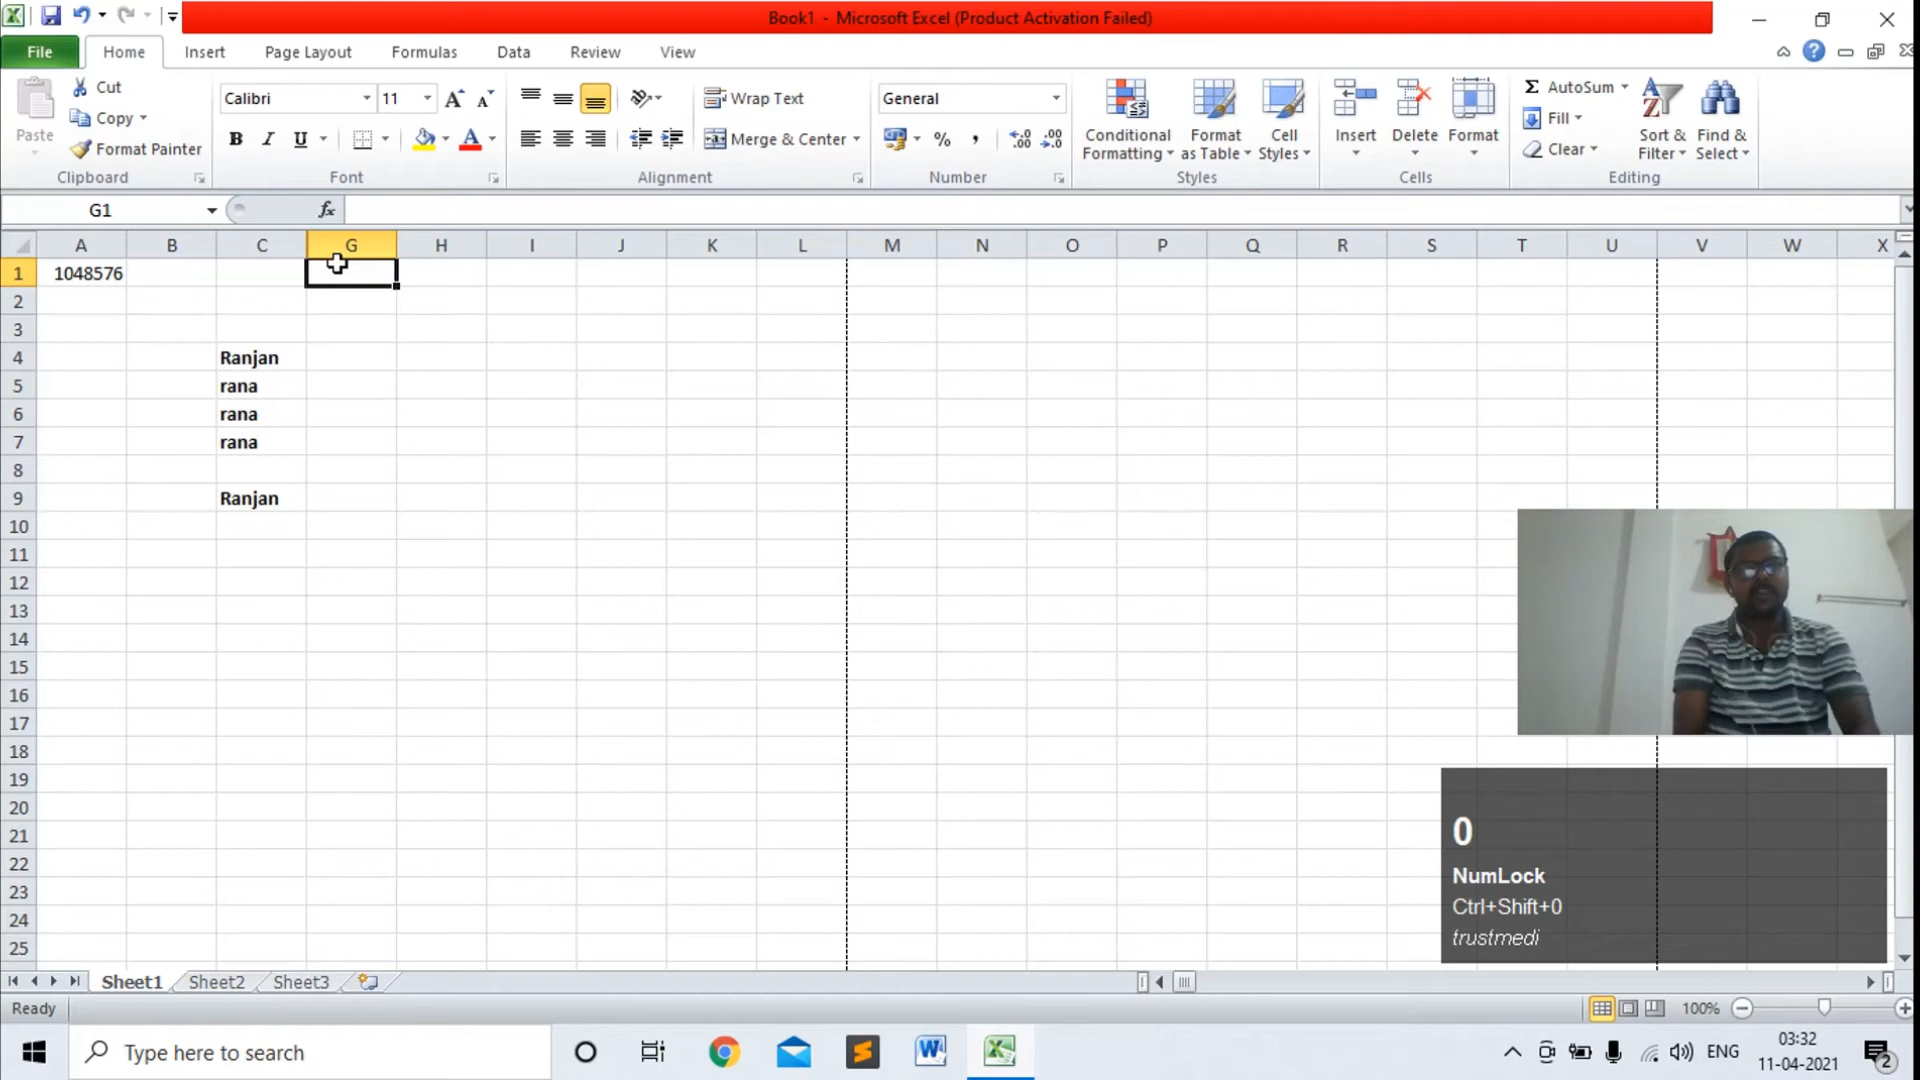 Book1 - Microsoft Excel (Product Activation Failed)
File Home Insert Page Layout Formulas Data Review View
Paste
Cut
Copy
Format Painter
Clipboard
Calibri 11
B I U A
Font
Wrap Text
Merge & Center
Alignment
General
% , .0 .00 .00 .0
Number
Conditional Formatting
Format as Table
Cell Styles
Styles
Insert Delete Format
Cells
Σ AutoSum
Fill
Clear
Sort & Filter
Find & Select
Editing
G1 fx
A B C G H I J K L M N O P Q R S T U V W X
1 1048576
2
3
4 Ranjan
5 rana
6 rana
7 rana
8
9 Ranjan
10
11
12
13
14
15
16
17
18
19
20
21
22
23
24
25
0
NumLock
Ctrl+Shift+0
trustmedi
Sheet1 Sheet2 Sheet3
Ready 100%
Type here to search
ENG
03:32
11-04-2021
2